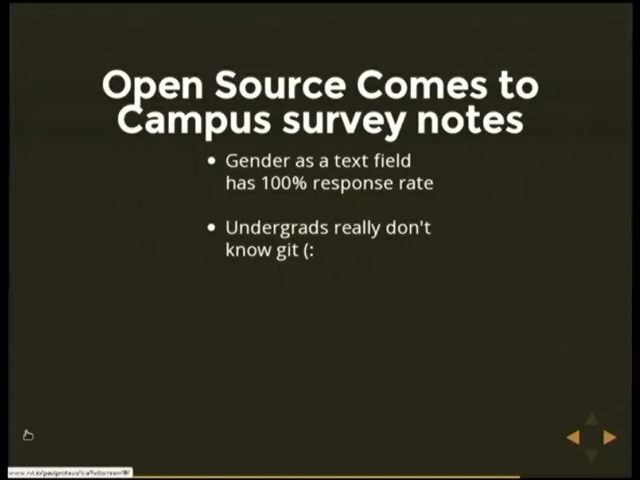 Open Source Comes to
Campus survey notes
• Gender as a text field
has 100% response rate
• Undergrads really don't
know git (: